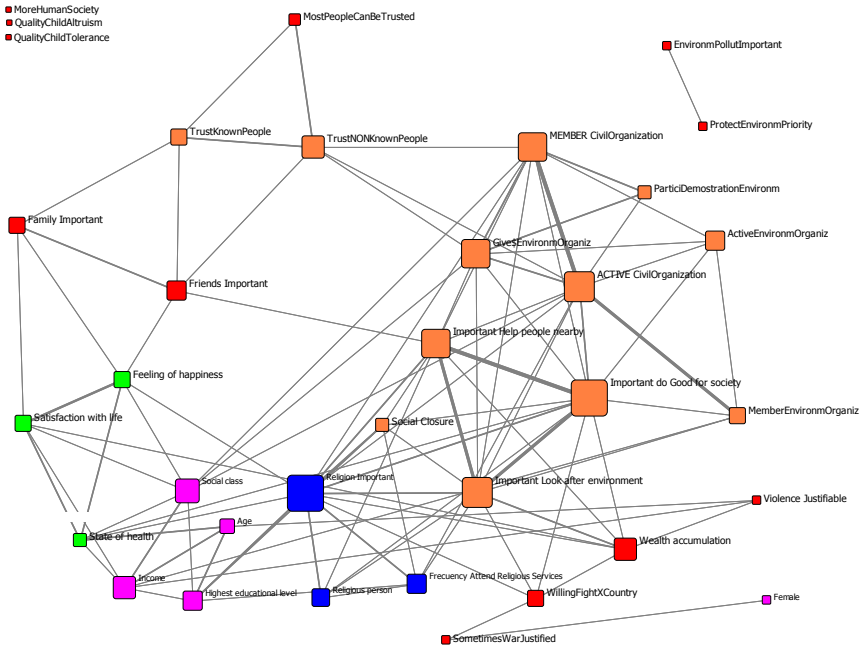 MoreHumanSociety
QualityChildAltruism
QualityChildTolerance
MostPeopleCanBeTrusted
EnvironmPollutImportant
ProtectEnvironmPriority
TrustKnownPeople
TrustNONKnownPeople
MEMBER CivilOrganization
ParticiDemostrationEnvironm
Family Important
Give$EnvironmOrganiz
ActiveEnvironmOrganiz
ACTIVE CivilOrganization
Friends Important
Important Help people nearby
Feeling of happiness
Important do Good for society
Satisfaction with life
Social Closure
MemberEnvironmOrganiz
Social class
Religion Important
Important Look after environment
Violence Justifiable
Age
State of health
Wealth accumulation
Income
Highest educational level
Religious person
Frecuency Attend Religious Services
WillingFightXCountry
Female
SometimesWarJustified